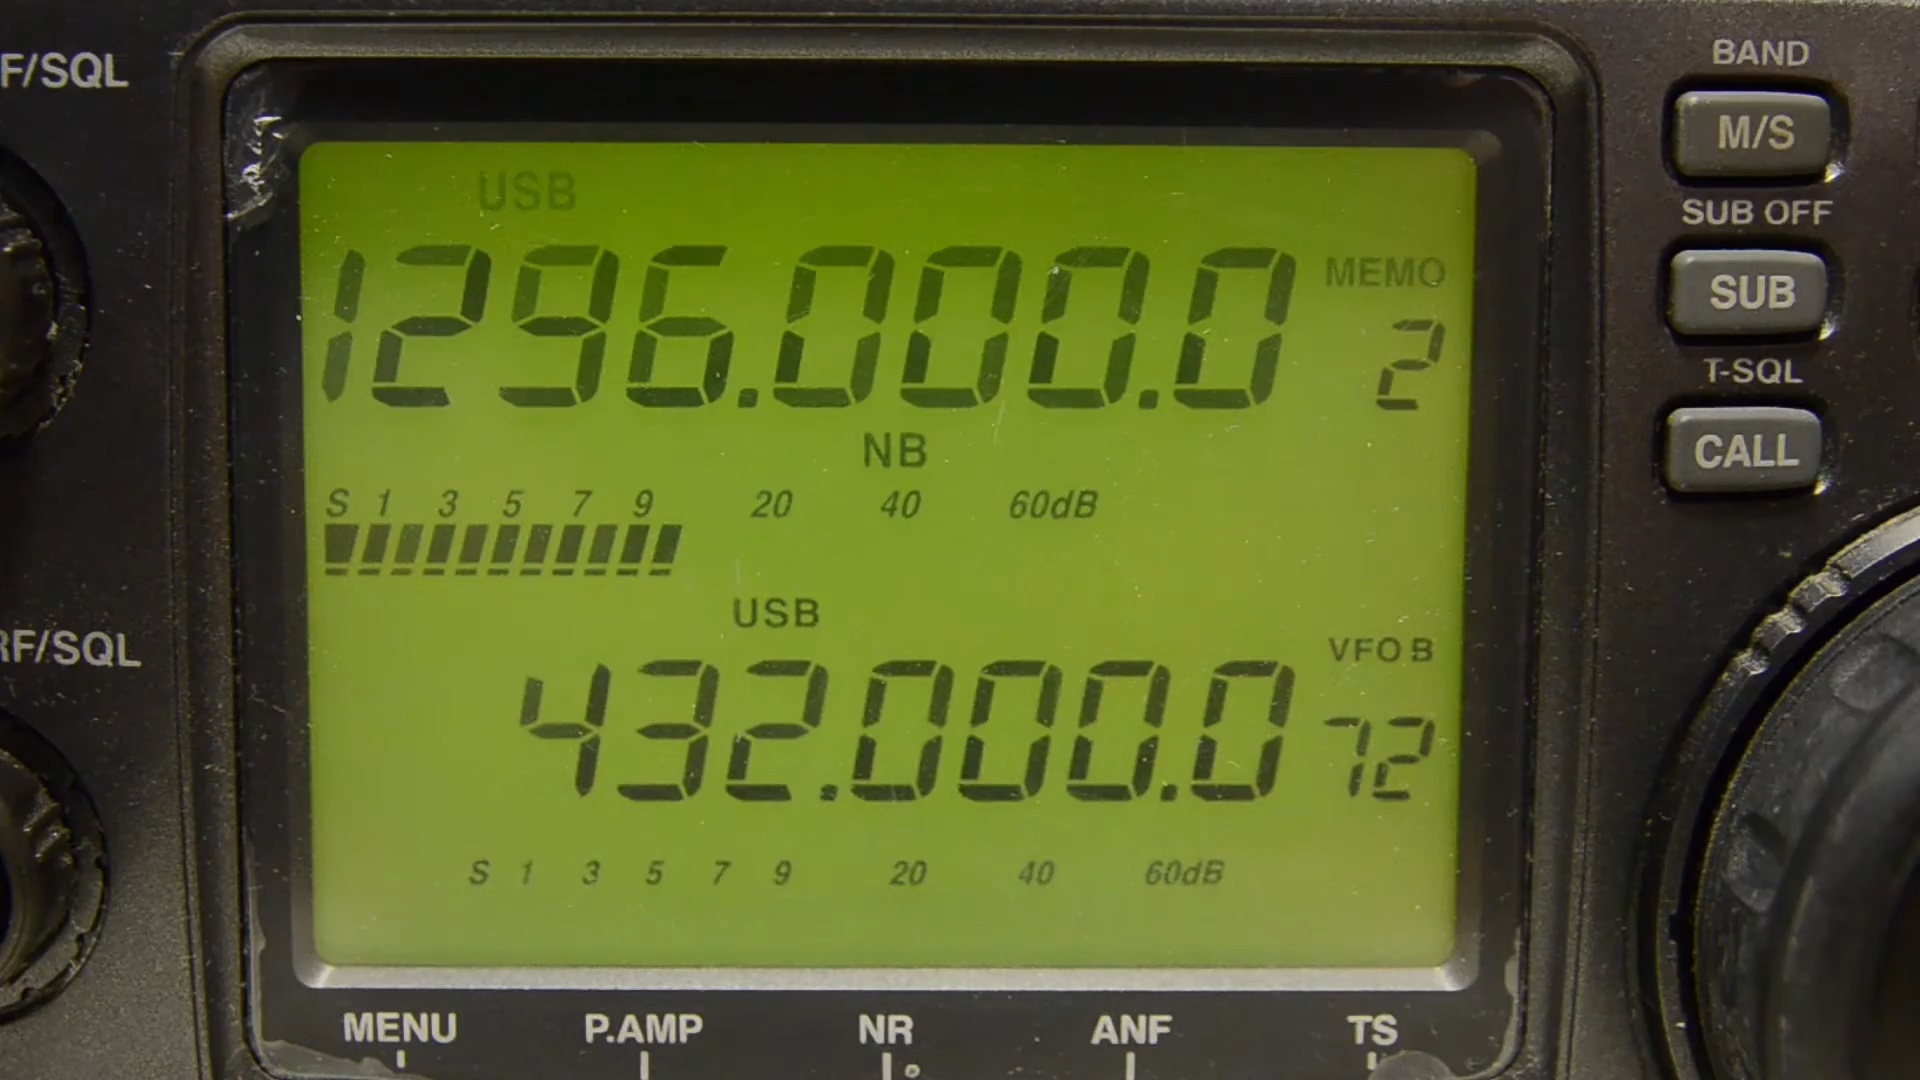 F/SQL
BAND
M/S
SUB OFF
SUB
T-SQL
CALL
USB
1296.000.0
MEMO
2
NB
S 1 3 5 7 9 20 40 60dB
USB
RF/SQL
VFO B
432.000.0
72
S 1 3 5 7 9 20 40 60dB
MENU P.AMP NR ANF TS